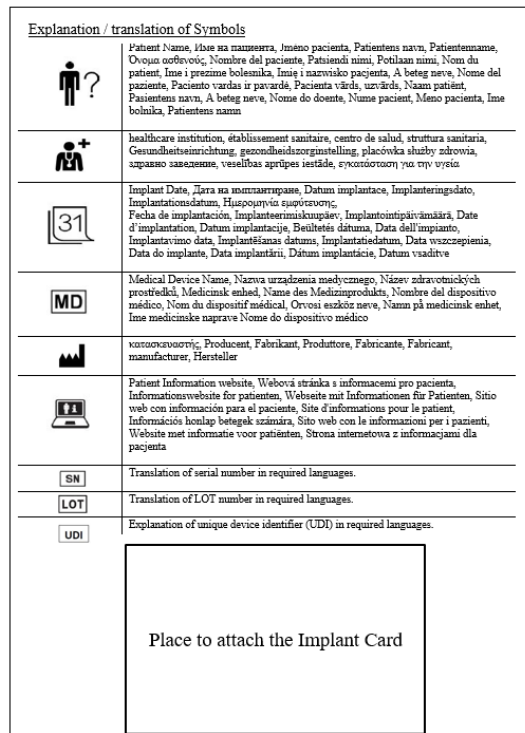 Explanation / translation of Symbols
Patient Name, Име на пациента, Jméno pacienta, Patientens navn, Patientenname,
Όνομα ασθενούς, Nombre del paciente, Patsiendi nimi, Potilaan nimi, Nom du
patient, Ime i prezime bolesnika, Imię i nazwisko pacjenta, A beteg neve, Nome del
paziente, Paciento vardas ir pavardė, Pacienta vārds, uzvārds, Naam patiënt,
Pasientens navn, A beteg neve, Nome do doente, Nume pacient, Meno pacienta, Ime
bolnika, Patientens namn
?
healthcare institution, établissement sanitaire, centro de salud, struttura sanitaria,
Gesundheitseinrichtung, gezondheidszorginstelling, placówka służby zdrowia,
здравно заведение, veselības aprūpes iestāde, εγκατάσταση για την υγεία
31
Implant Date, Дата на имплантиране, Datum implantace, Implanteringsdato,
Implantationsdatum, Ημερομηνία εμφύτευσης,
Fecha de implantación, Implanteerimiskuupäev, Implantointipäivämäärä, Date
d'implantation, Datum implantacije, Beültetés dátuma, Data dell'impianto,
Implantavimo data, Implantēšanas datums, Implantatiedatum, Data wszczepienia,
Data do implante, Data implantării, Dátum implantácie, Datum vsaditve
MD
Medical Device Name, Nazwa urządzenia medycznego, Název zdravotnických
prostředků, Medicinsk enhed, Name des Medizinprodukts, Nombre del dispositivo
médico, Nom du dispositif médical, Orvosi eszköz neve, Namn på medicinsk enhet,
Ime medicinske naprave Nome do dispositivo médico
κατασκευαστής, Producent, Fabrikant, Produttore, Fabricante, Fabricant,
manufacturer, Hersteller
Patient Information website, Webová stránka s informacemi pro pacienta,
Informationswebsite for patienten, Webseite mit Informationen für Patienten, Sitio
web con información para el paciente, Site d'informations pour le patient,
Információs honlap betegek számára, Sito web con le informazioni per i pazienti,
Website met informatie voor patiënten, Strona internetowa z informacjami dla
pacjenta
SN
Translation of serial number in required languages.
LOT
Translation of LOT number in required languages.
UDI
Explanation of unique device identifier (UDI) in required languages.
Place to attach the Implant Card